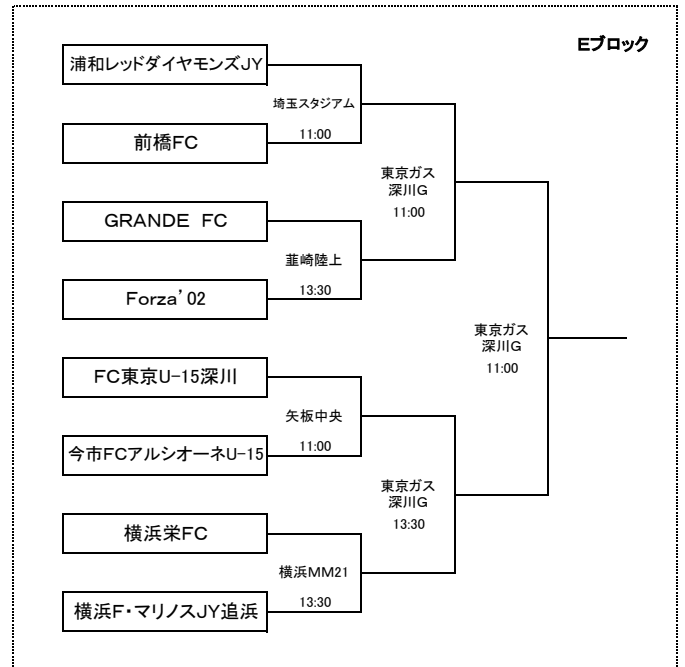 Eブロック
浦和レッドダイヤモンズJY
埼玉スタジアム
11:00
前橋FC
東京ガス
深川G
11:00
GRANDE FC
韮崎陸上
13:30
Forza’02
東京ガス
深川G
11:00
FC東京U-15深川
矢板中央
11:00
今市FCアルシオーネU-15
東京ガス
深川G
13:30
横浜栄FC
横浜MM21
13:30
横浜F・マリノスJY追浜